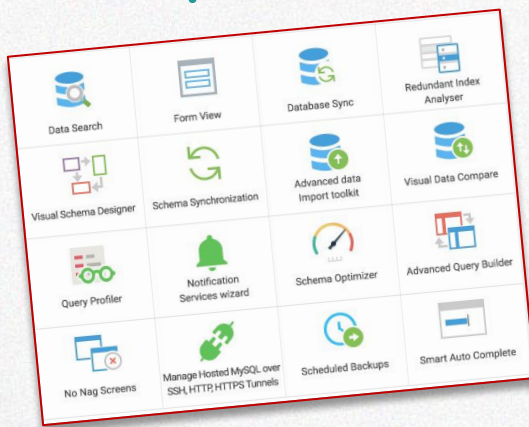 Data Search
Form View
Database Sync
Redundant Index
Analyser
Visual Schema Designer
Schema Synchronization
Advanced data
Import toolkit
Visual Data Compare
Query Profiler
Notification
Services wizard
Schema Optimizer
Advanced Query Builder
No Nag Screens
Manage Hosted MySQL over
SSH, HTTP, HTTPS Tunnels
Scheduled Backups
Smart Auto Complete